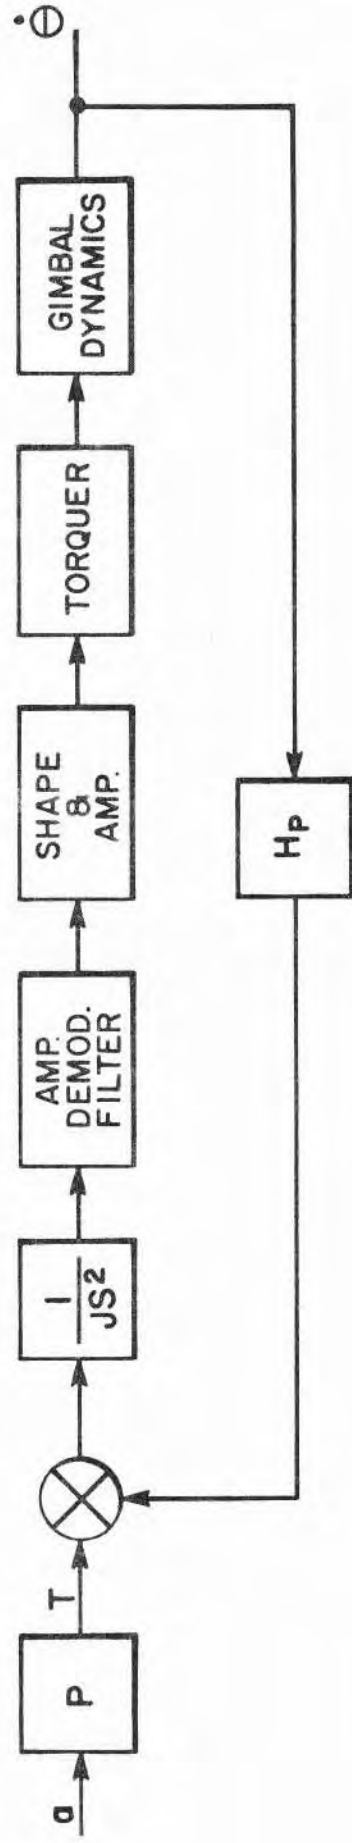 a
P
T
1
JS²
AMP.
DEMOD.
FILTER
SHAPE
&
AMP.
TORQUER
GIMBAL
DYNAMICS
Θ̇
Hp